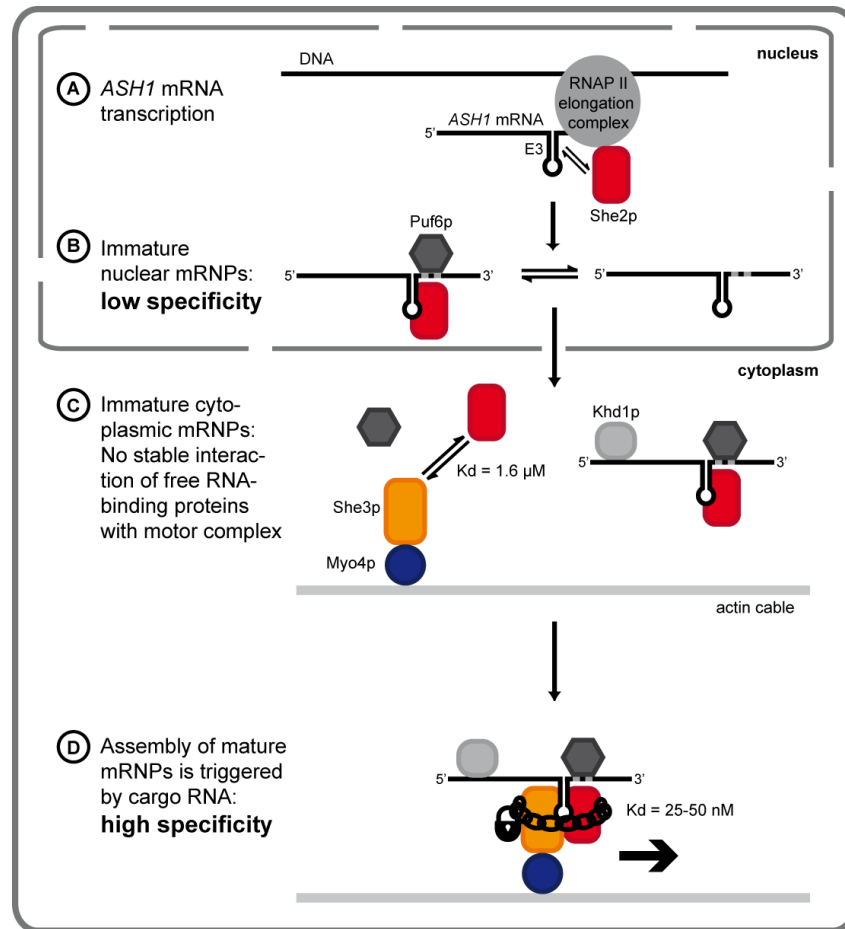 nucleus
DNA
A
ASH1 mRNA
transcription
RNAP II
elongation
complex
ASH1 mRNA
5'
E3
She2p
B
Immature
nuclear mRNPs:
low specificity
Puf6p
5'
3'
5'
3'
cytoplasm
C
Immature cyto-
plasmic mRNPs:
No stable interac-
tion of free RNA-
binding proteins
with motor complex
Kd = 1.6 µM
She3p
Myo4p
Khd1p
5'
3'
actin cable
D
Assembly of mature
mRNPs is triggered
by cargo RNA:
high specificity
5'
3'
Kd = 25-50 nM